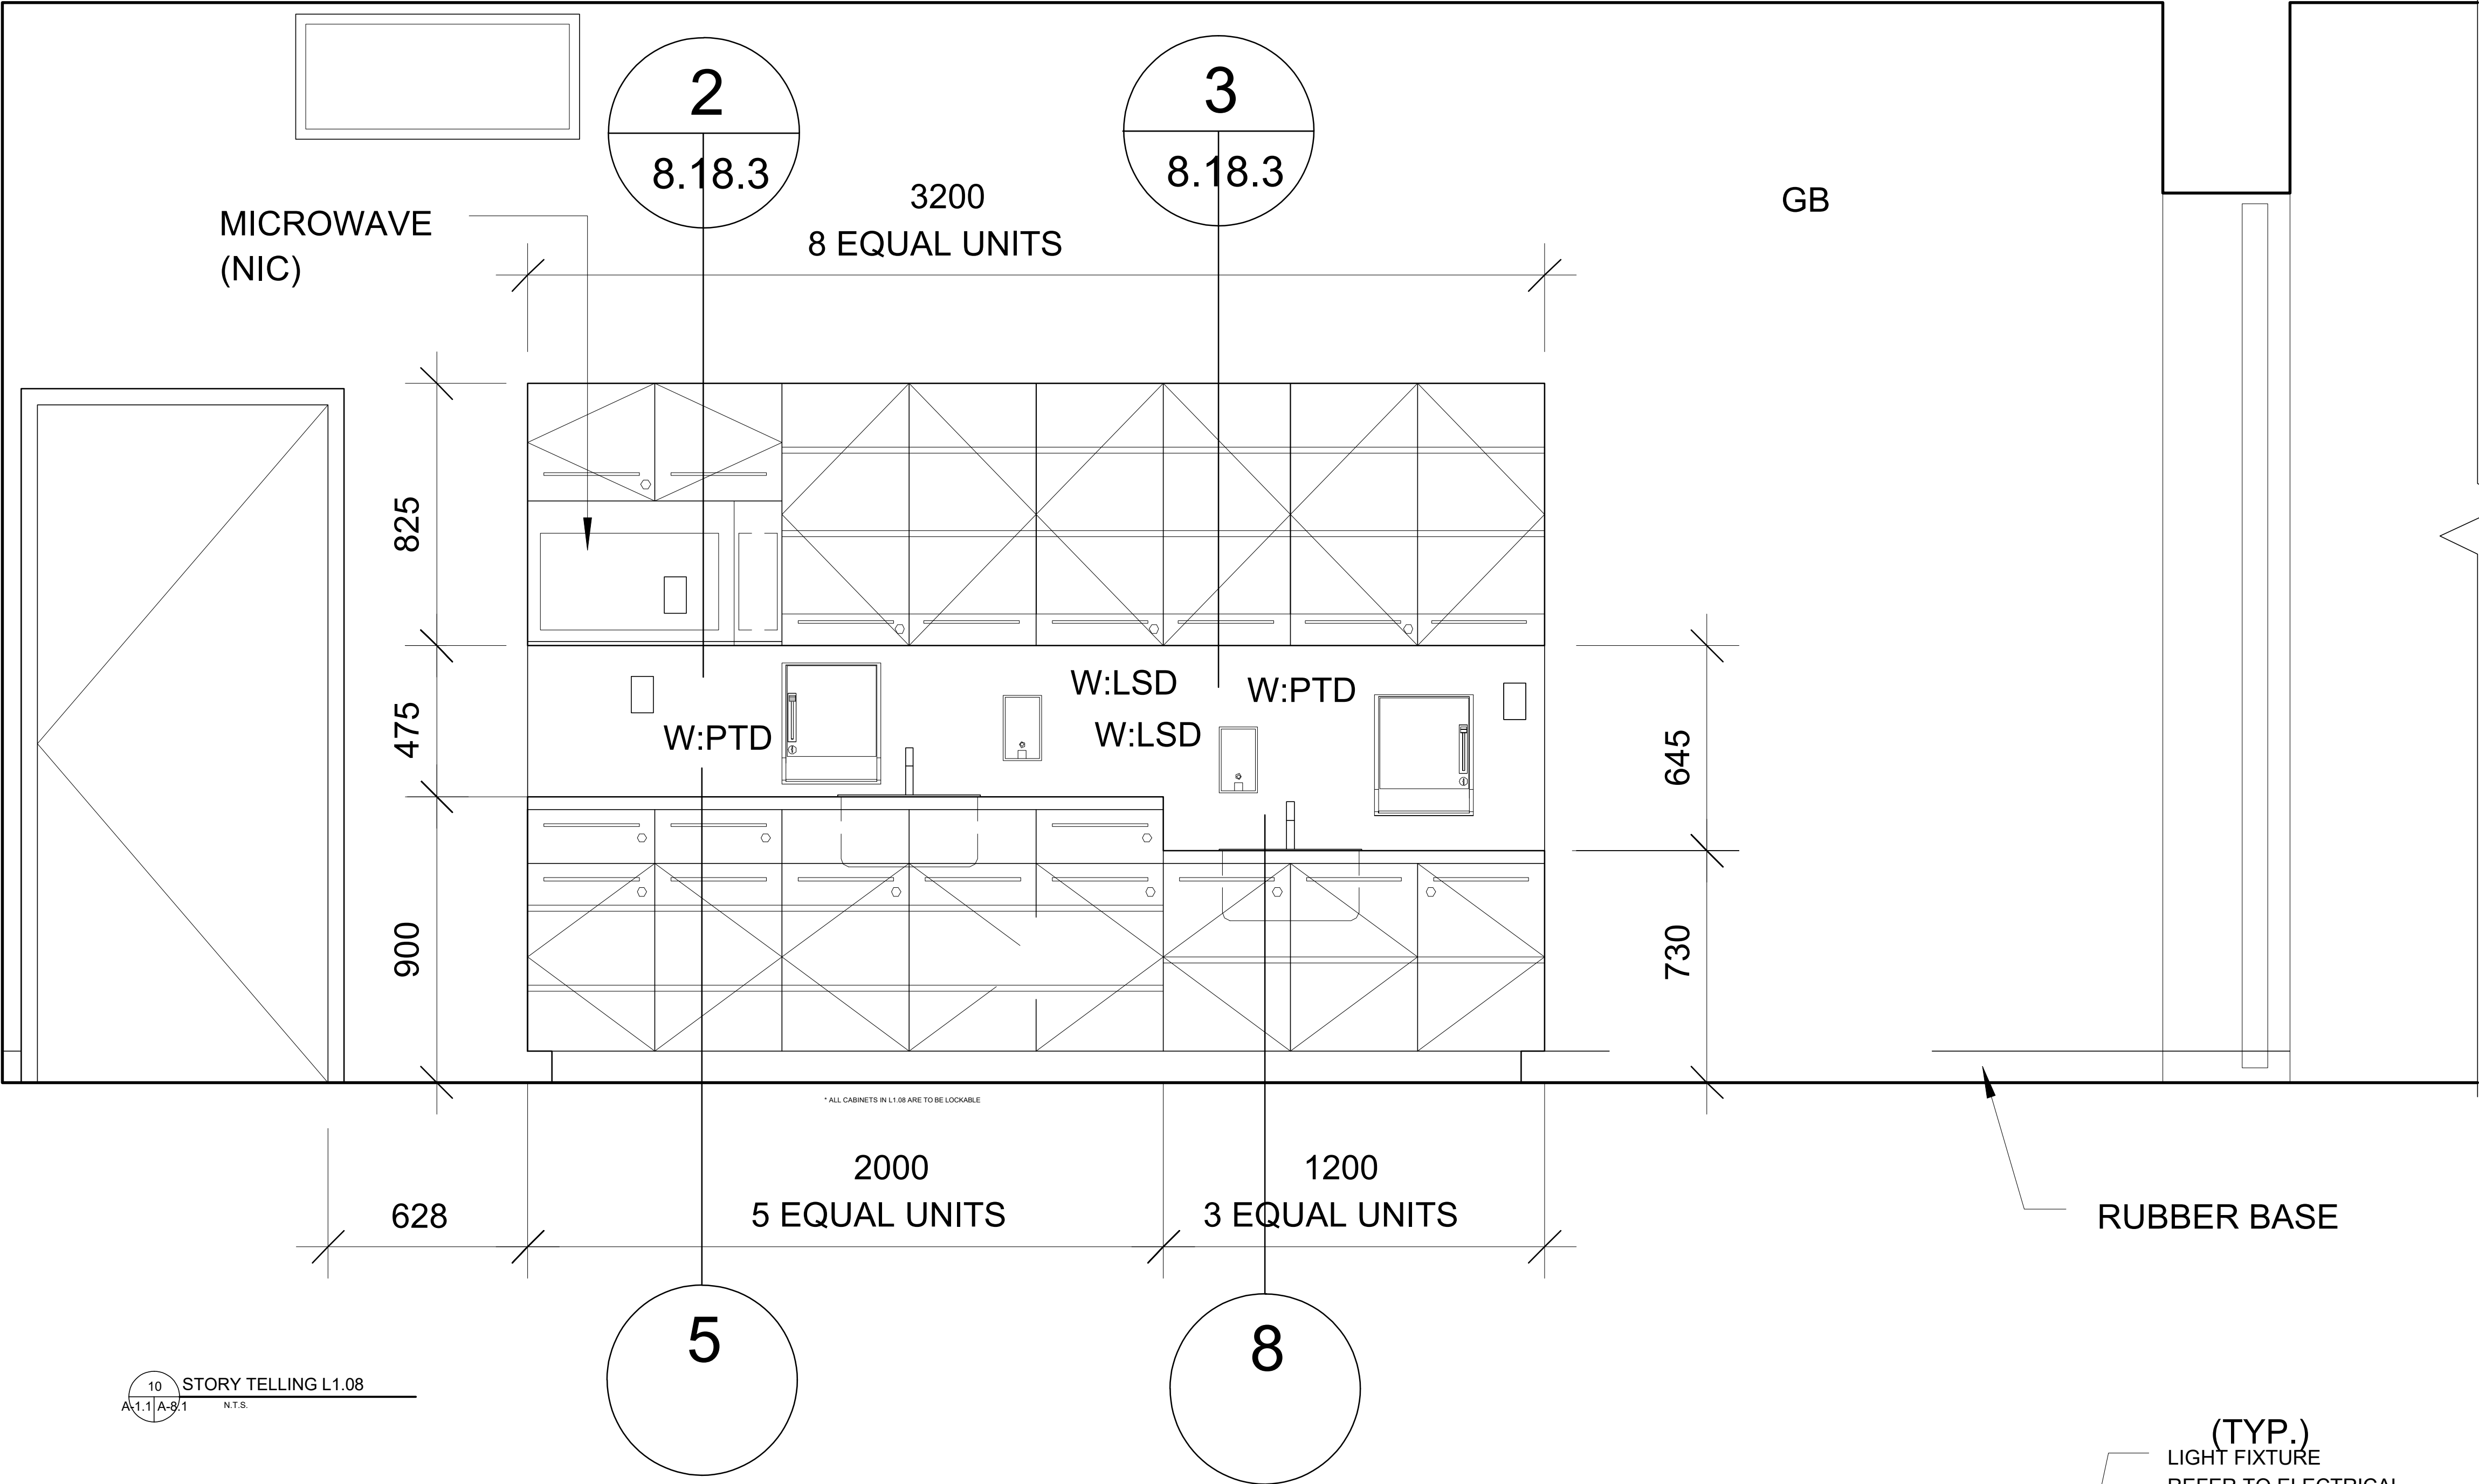 2
8.18.3
3
8.18.3
3200
8 EQUAL UNITS
GB
MICROWAVE
(NIC)
825
475
900
W:LSD
W:PTD
W:PTD
W:LSD
645
730
* ALL CABINETS IN L1.08 ARE TO BE LOCKABLE
628
2000
5 EQUAL UNITS
1200
3 EQUAL UNITS
RUBBER BASE
5
8
10
A-1.1 A-8.1
STORY TELLING L1.08
N.T.S.
(TYP.)
LIGHT FIXTURE
REFER TO ELECTRICAL